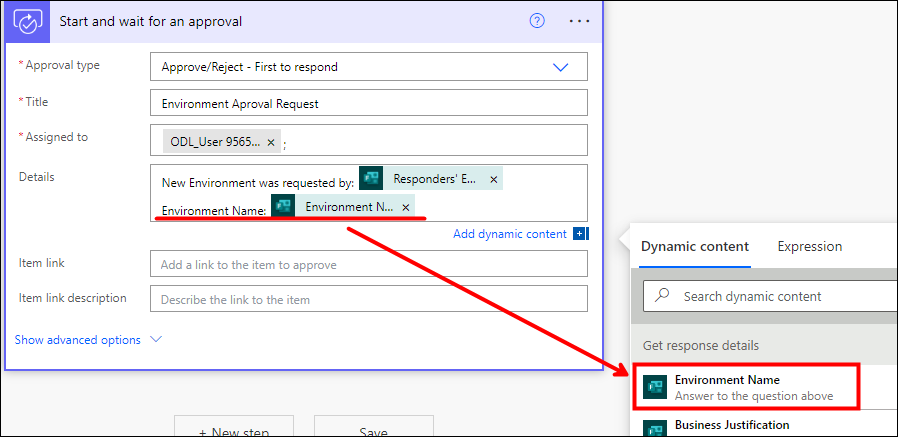 Start and wait for an approval
?
* Approval type
Approve/Reject - First to respond
* Title
Environment Aproval Request
* Assigned to
ODL_User 9565... × ;
Details
New Environment was requested by: Responders' E... ×
Environment Name: Environment N... ×
Add dynamic content
Item link
Add a link to the item to approve
Item link description
Describe the link to the item
Show advanced options
+ New step
Save
Dynamic content
Expression
Search dynamic content
Get response details
Environment Name
Answer to the question above
Business Justification